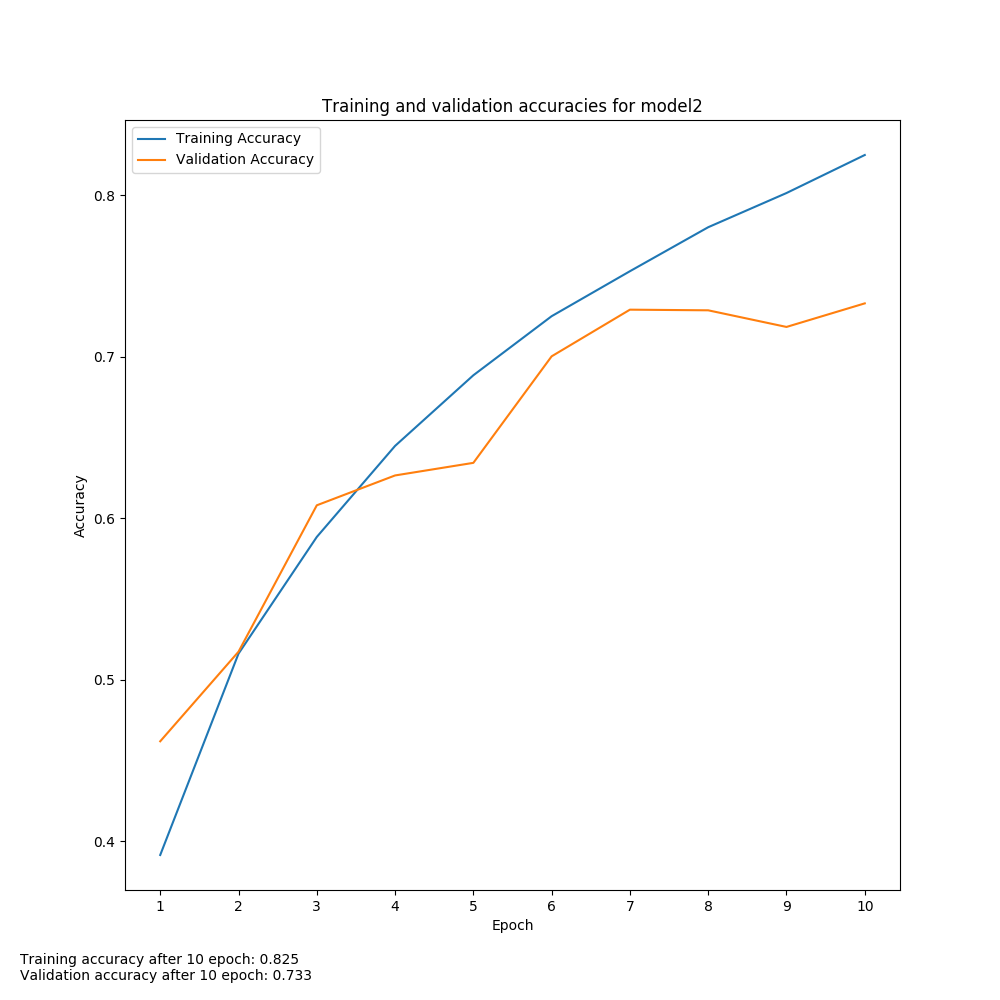 Training and validation accuracies for model2
Training Accuracy
Validation Accuracy
0.8
0.7
0.6
0.5
0.4
Accuracy
1 2 3 4 5 6 7 8 9 10
Epoch
Training accuracy after 10 epoch: 0.825
Validation accuracy after 10 epoch: 0.733